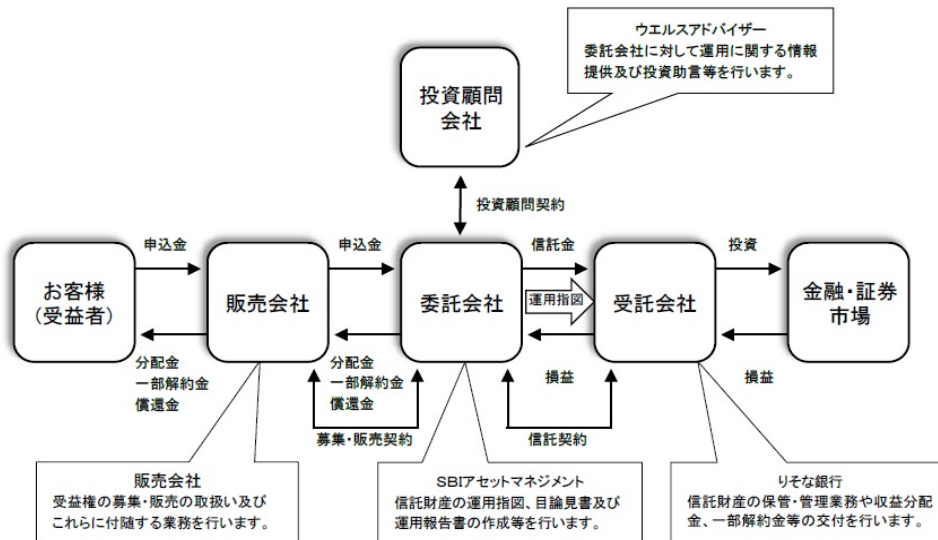 ウエルスアドバイザー
委託会社に対して運用に関する情報
提供及び投資助言等を行います。
投資顧問
会社
投資顧問契約
申込金
申込金
信託金
投資
お客様
(受益者)
販売会社
委託会社
運用指図
受託会社
金融・証券
市場
分配金
一部解約金
償還金
分配金
一部解約金
償還金
損益
損益
募集・販売契約
信託契約
販売会社
受益権の募集・販売の取扱い及び
これらに付随する業務を行います。
SBIアセットマネジメント
信託財産の運用指図、目論見書及び
運用報告書の作成等を行います。
りそな銀行
信託財産の保管・管理業務や収益分配
金、一部解約金等の交付を行います。